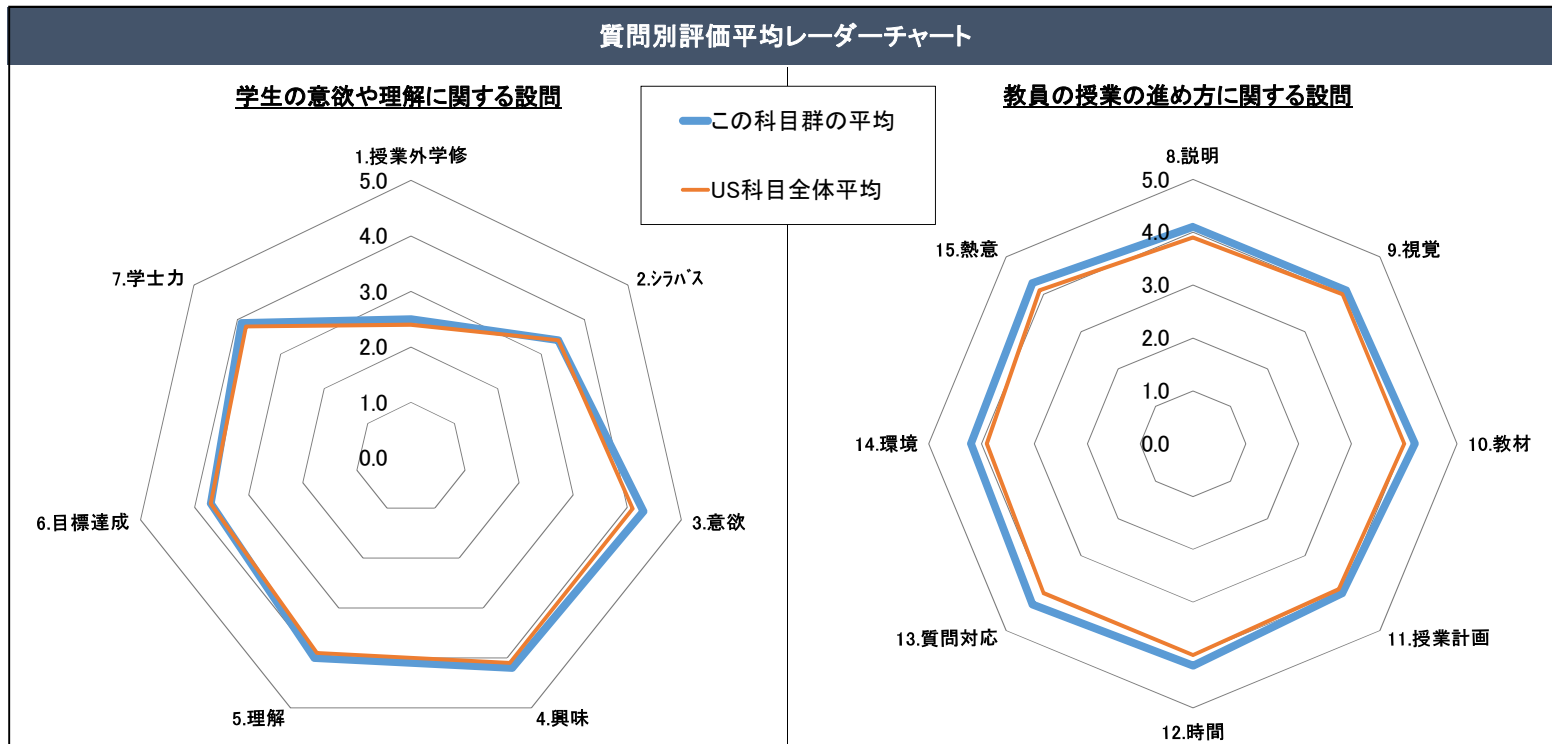 質問別評価平均レーダーチャート
学生の意欲や理解に関する設問
この科目群の平均
US科目全体平均
教員の授業の進め方に関する設問
1.授業外学修
5.0
4.0
3.0
2.0
1.0
0.0
2.ｼﾗﾊﾞｽ
3.意欲
4.興味
5.理解
6.目標達成
7.学士力
8.説明
5.0
4.0
3.0
2.0
1.0
0.0
9.視覚
10.教材
11.授業計画
12.時間
13.質問対応
14.環境
15.熱意